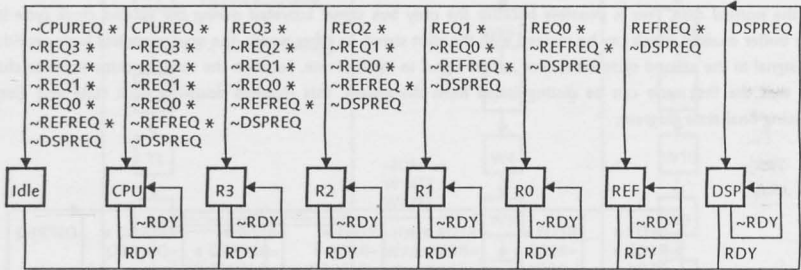 ~CPUREQ *
~REQ3 *
~REQ2 *
~REQ1 *
~REQ0 *
~REFREQ *
~DSPREQ
CPUREQ *
~REQ3 *
~REQ2 *
~REQ1 *
~REQ0 *
~REFREQ *
~DSPREQ
REQ3 *
~REQ2 *
~REQ1 *
~REQ0 *
~REFREQ *
~DSPREQ
REQ2 *
~REQ1 *
~REQ0 *
~REFREQ *
~DSPREQ
REQ1 *
~REQ0 *
~REFREQ *
~DSPREQ
REQ0 *
~REFREQ *
~DSPREQ
REFREQ *
~DSPREQ
DSPREQ
Idle
CPU
R3
R2
R1
R0
REF
DSP
~RDY
~RDY
~RDY
~RDY
~RDY
~RDY
~RDY
RDY
RDY
RDY
RDY
RDY
RDY
RDY